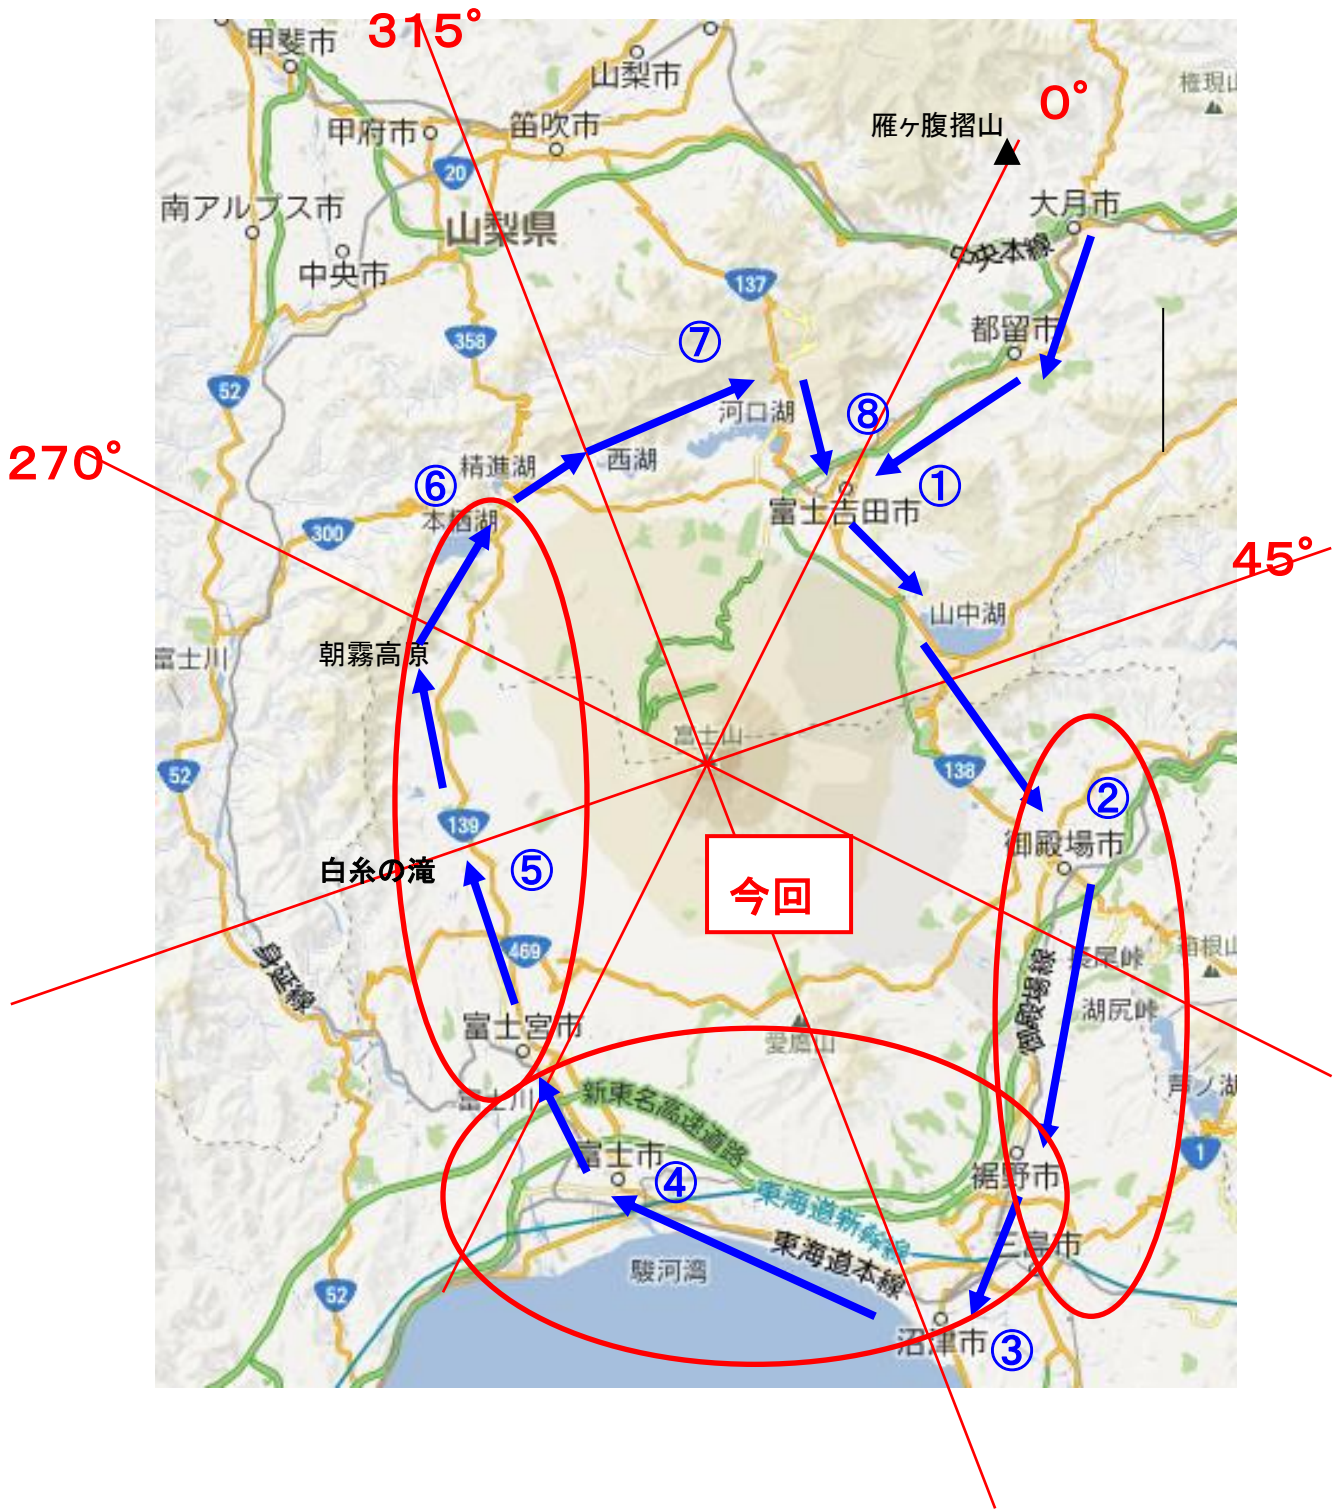 315°
甲斐市
山梨市
0°
権現山
雁ヶ腹摺山
甲府市
笛吹市
20
南アルプス市
大月市
山梨県
中央本線
中央市
137
都留市
358
⑦
52
河口湖
⑧
270°
精進湖
西湖
⑥
①
本栖湖
富士吉田市
300
45°
山中湖
朝霧高原
富士川
富士山
52
138
②
139
御殿場市
白糸の滝
⑤
今回
469
長尾峠
箱根山
身延線
御殿場線
湖尻峠
富士宮市
愛鷹山
芦ノ湖
富士川
新東名高速道路
1
富士市
④
裾野市
東海道新幹線
三島市
東海道本線
駿河湾
52
沼津市
③